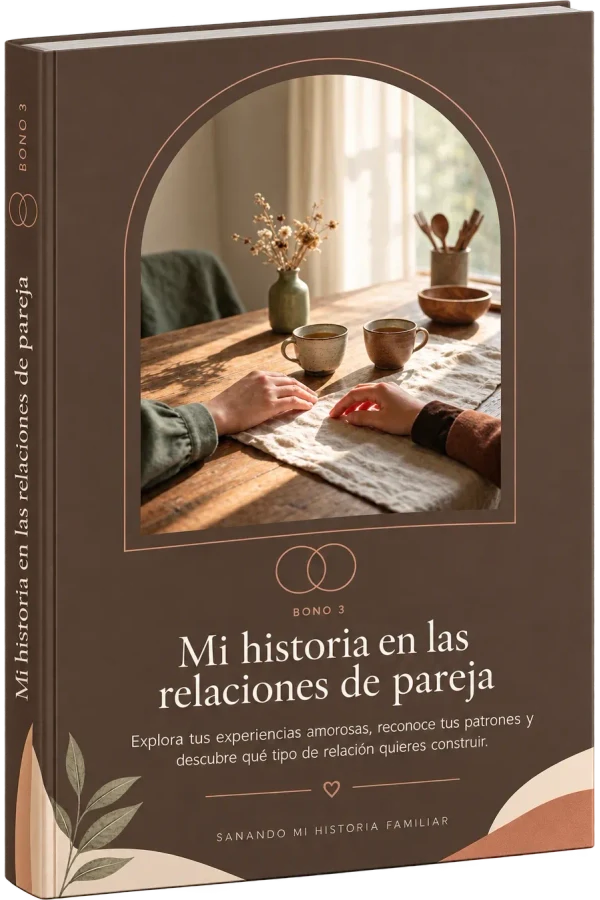 BONO 3
Mi historia en las relaciones de pareja
BONO 3
Mi historia en las
relaciones de pareja
Explora tus experiencias amorosas, reconoce tus patrones y
descubre qué tipo de relación quieres construir.
SANANDO MI HISTORIA FAMILIAR